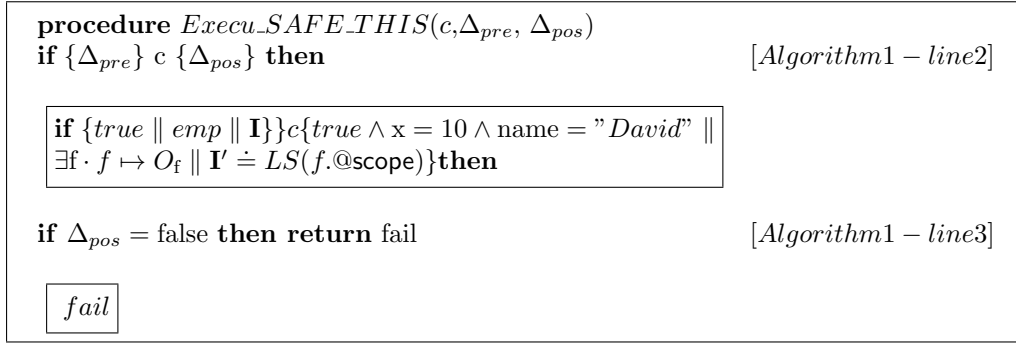 procedure Execu_SAFE_THIS(c,Δ_pre, Δ_pos)
if {Δ_pre} c {Δ_pos} then [Algorithm1 − line2]
if {true ∥ emp ∥ I}}c{true ∧ x = 10 ∧ name = ”David” ∥
∃f · f ↦ O_f ∥ I′ ≐ LS(f.@scope)}then
if Δ_pos = false then return fail [Algorithm1 − line3]
fail